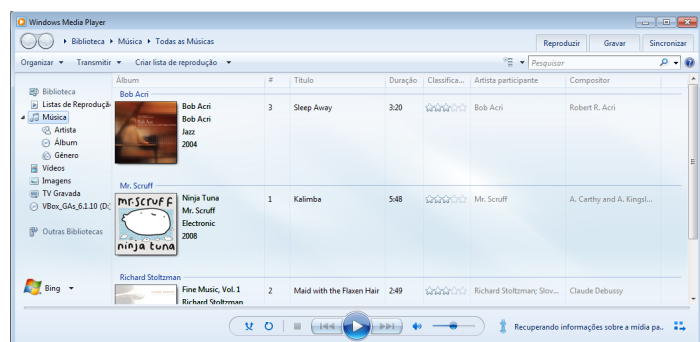 Windows Media Player
Biblioteca Música Todas as Músicas
Reproduzir Gravar Sincronizar
Organizar Transmitir Criar lista de reprodução Pesquisar
Álbum # Título Duração Classifica... Artista participante Compositor
Biblioteca
Listas de Reproduçã
Música
Artista
Álbum
Gênero
Vídeos
Imagens
TV Gravada
VBox_GAs_6.1.10 (D:)
Outras Bibliotecas
Bing
Bob Acri
Bob Acri 3 Sleep Away 3:20 Bob Acri Robert R. Acri
Bob Acri
Jazz
2004
Mr. Scruff
mr.scruff
ninja tuna
Ninja Tuna 1 Kalimba 5:48 Mr. Scruff A. Carthy and A. Kingsl...
Mr. Scruff
Electronic
2008
Richard Stoltzman
Fine Music, Vol. 1 2 Maid with the Flaxen Hair 2:49 Richard Stoltzman; Slov... Claude Debussy
Richard Stoltzman
Recuperando informações sobre a mídia pa..